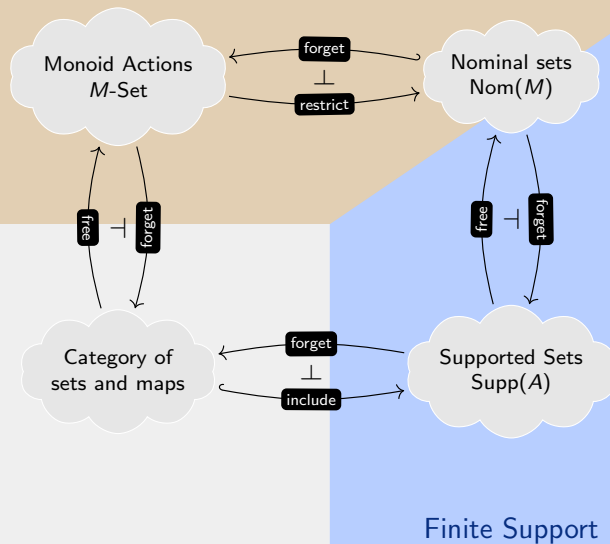 forget
Monoid Actions
M-Set
Nominal sets
Nom(M)
⊥
restrict
free
⊣
forget
free
⊣
forget
forget
Category of
sets and maps
Supported Sets
Supp(A)
⊥
include
Finite Support